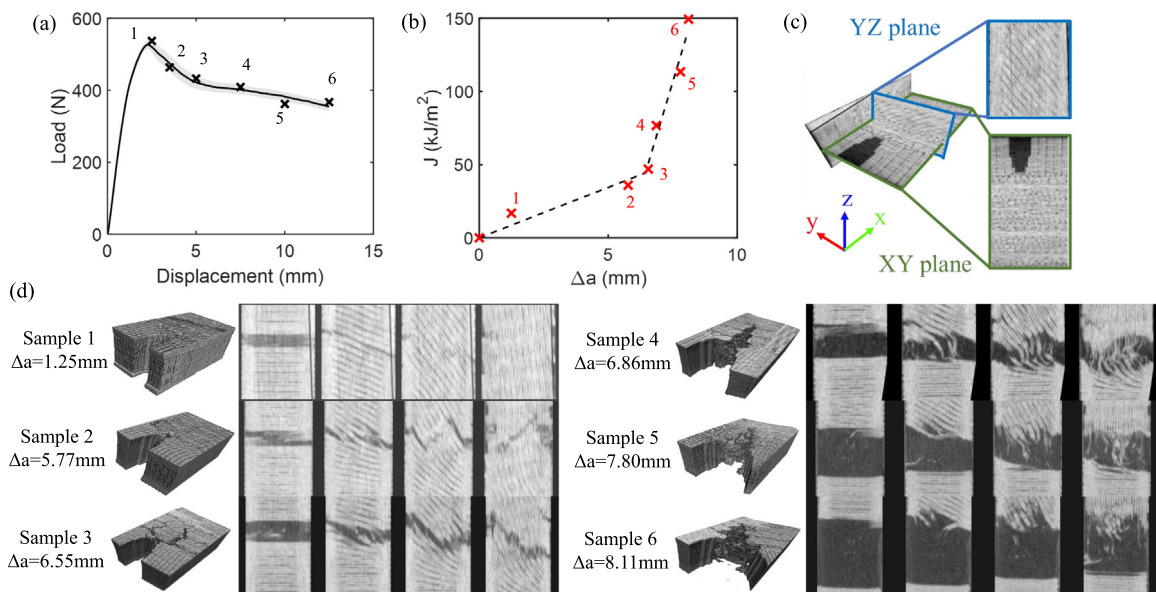 (a)
600
400
200
0
0
5
10
15
Load (N)
Displacement (mm)
1
2
3
4
5
6
(b)
150
100
50
0
0
5
10
J (kJ/m²)
Δa (mm)
1
2
3
4
5
6
(c)
YZ plane
z
y
x
XY plane
(d)
Sample 1
Δa=1.25mm
Sample 2
Δa=5.77mm
Sample 3
Δa=6.55mm
Sample 4
Δa=6.86mm
Sample 5
Δa=7.80mm
Sample 6
Δa=8.11mm